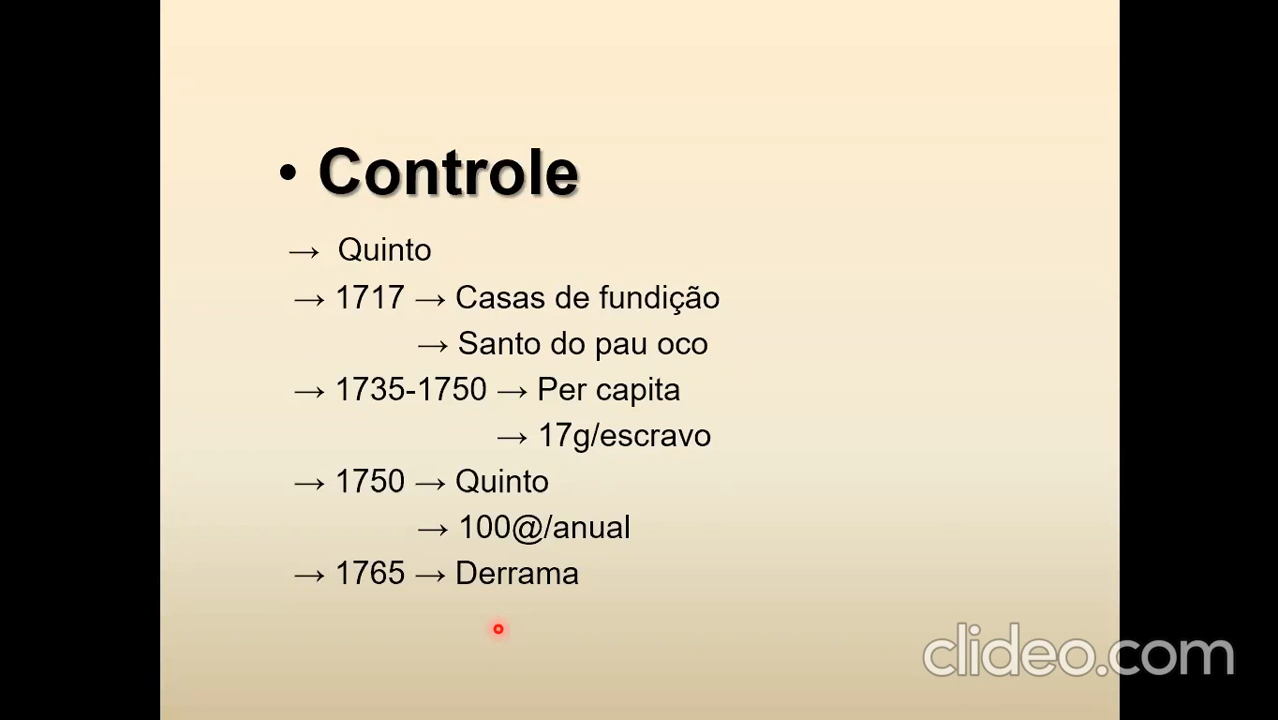 • Controle
→ Quinto
→ 1717 → Casas de fundição
→ Santo do pau oco
→ 1735-1750 → Per capita
→ 17g/escravo
→ 1750 → Quinto
→ 100@/anual
→ 1765 → Derrama
clideo.com